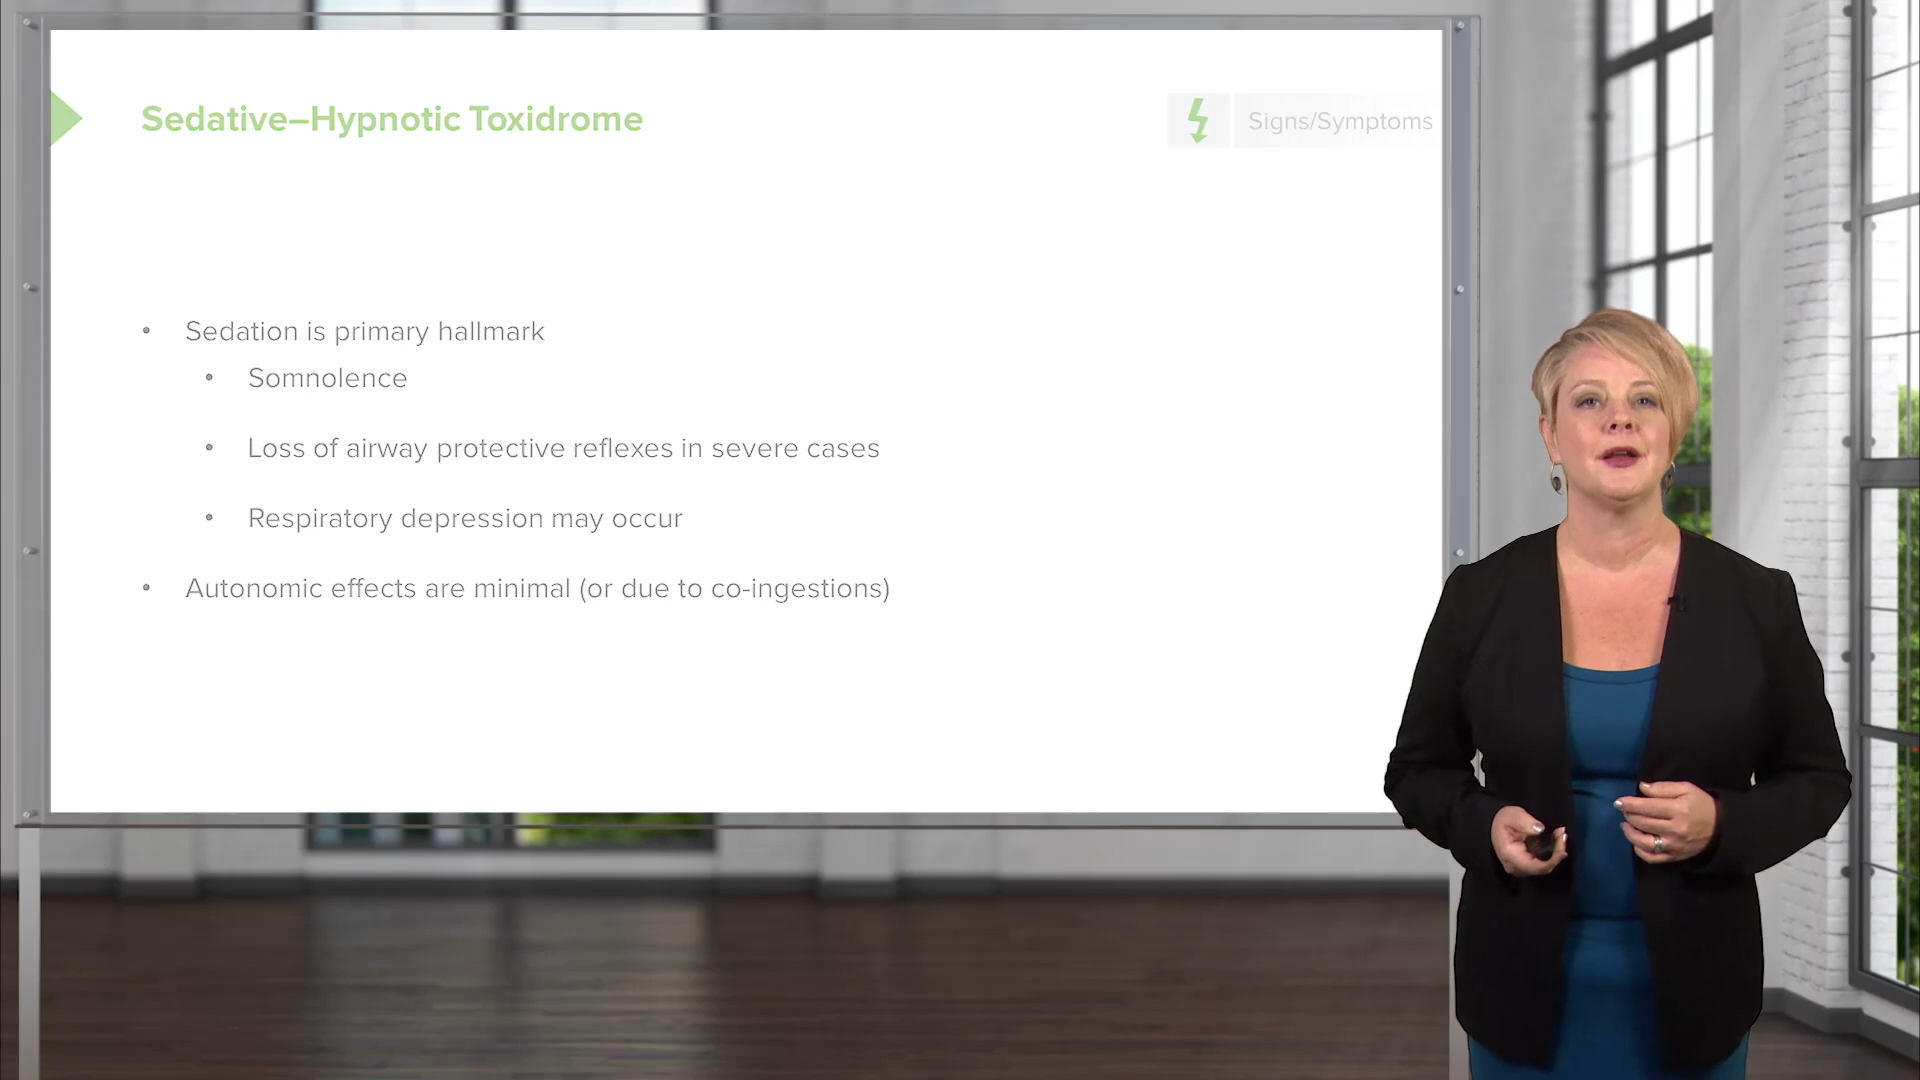 Sedative–Hypnotic Toxidrome
Signs/Symptoms
• Sedation is primary hallmark
• Somnolence
• Loss of airway protective reflexes in severe cases
• Respiratory depression may occur
• Autonomic effects are minimal (or due to co-ingestions)